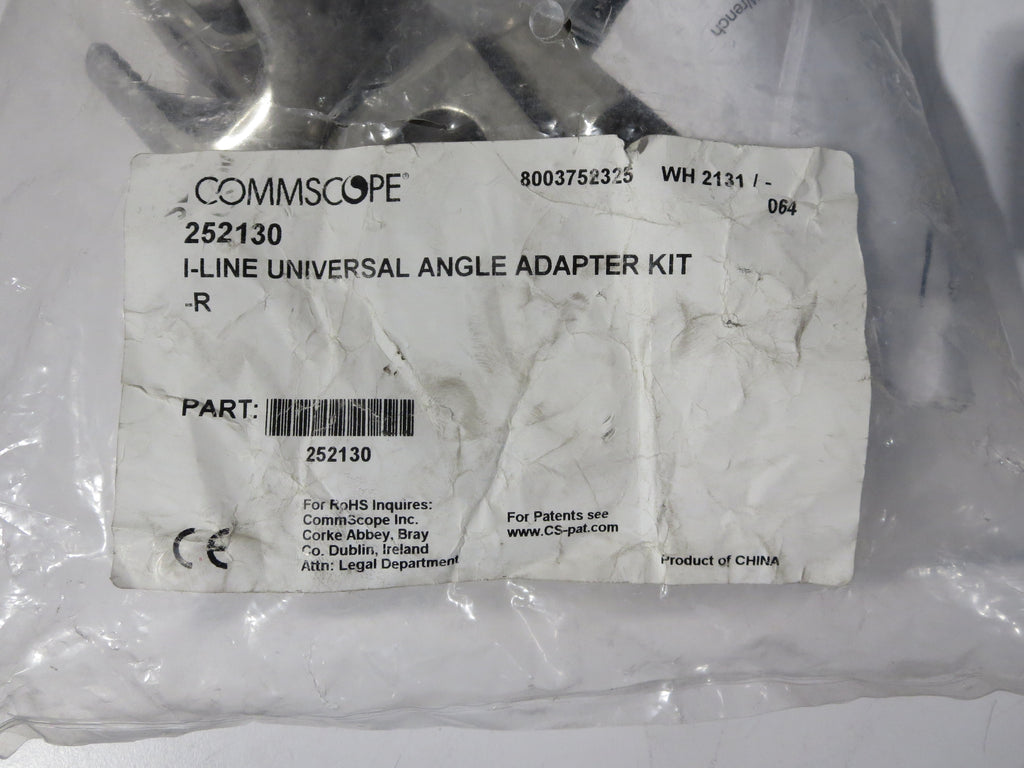 Wrench
COMMSCOPE®
8003752325 WH 2131 / -
064
252130
I-LINE UNIVERSAL ANGLE ADAPTER KIT
-R
PART:
252130
For RoHS Inquires:
CommScope Inc.
Corke Abbey, Bray
Co. Dublin, Ireland
Attn: Legal Department
For Patents see
www.CS-pat.com
CE
Product of CHINA